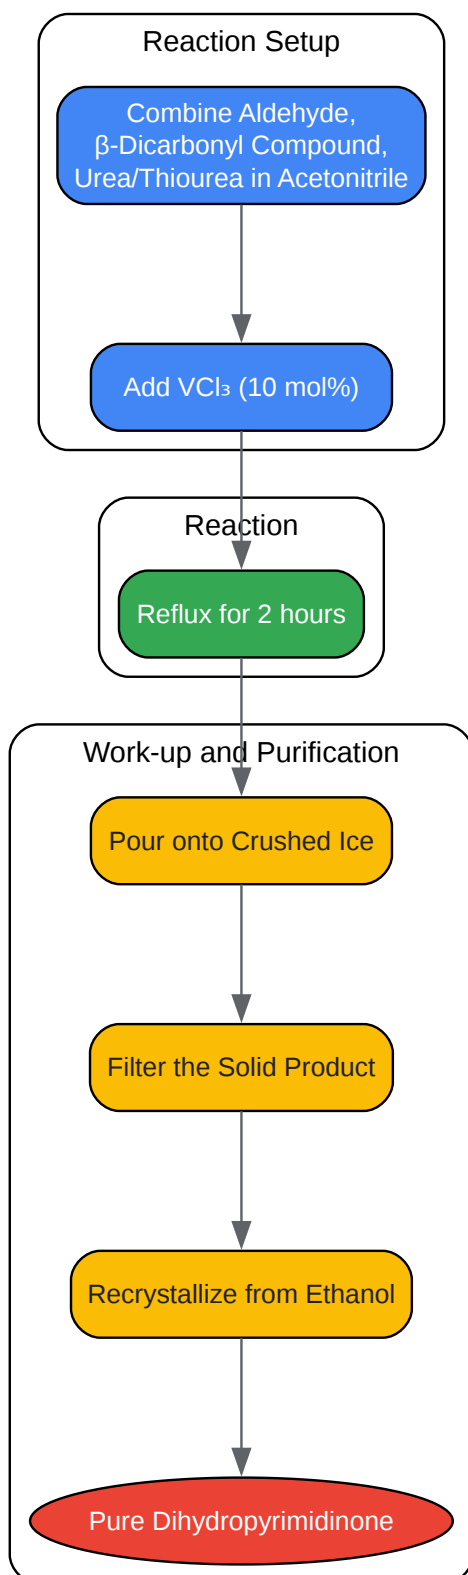 Reaction Setup
Combine Aldehyde,
β-Dicarbonyl Compound,
Urea/Thiourea in Acetonitrile
Add VCl₃ (10 mol%)
Reaction
Reflux for 2 hours
Work-up and Purification
Pour onto Crushed Ice
Filter the Solid Product
Recrystallize from Ethanol
Pure Dihydropyrimidinone